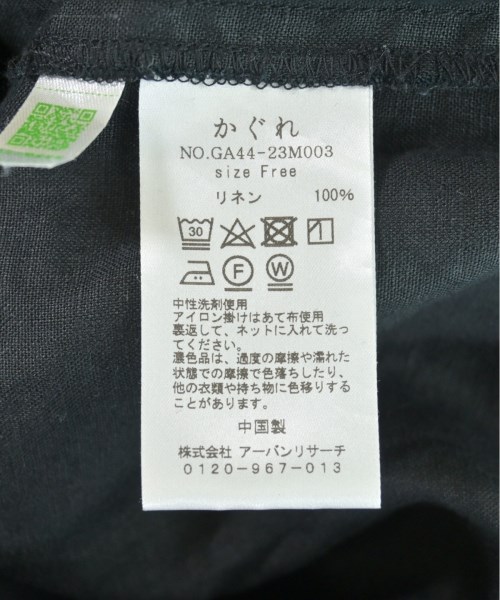 かぐれ
NO.GA44-23M003
size Free
リネン 100%
30
F W
中性洗剤使用
アイロン掛けはあて布使用
裏返して、ネットに入れて洗っ
てください。
濃色品は、過度の摩擦や濡れた
状態での摩擦で色落ちしたり、
他の衣類や持ち物に色移りする
ことがあります。
中国製
株式会社 アーバンリサーチ
0120-967-013